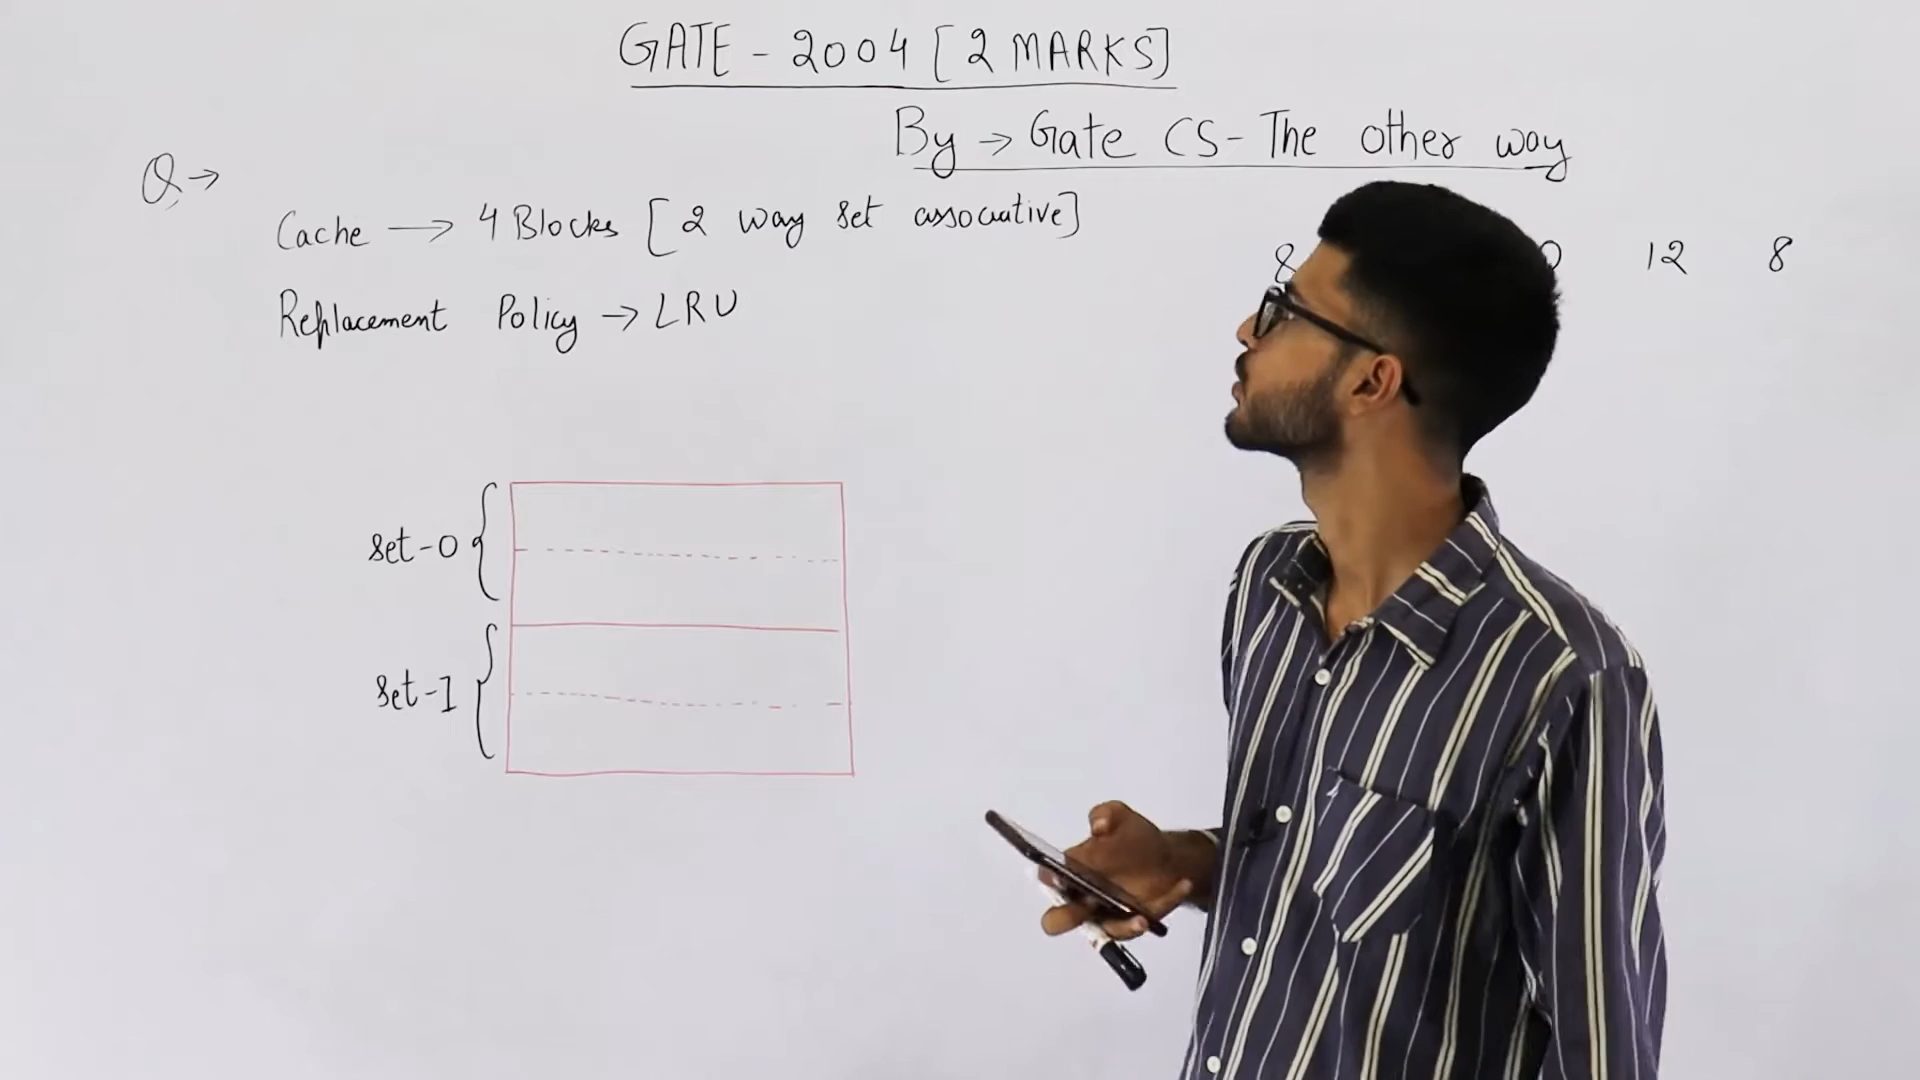 GATE - 2004 [2 MARKS]
By → Gate CS - The other way
Q →
Cache → 4 Blocks [2 way set associative]
8 12 8
Replacement Policy → LRU
set-0
set-1